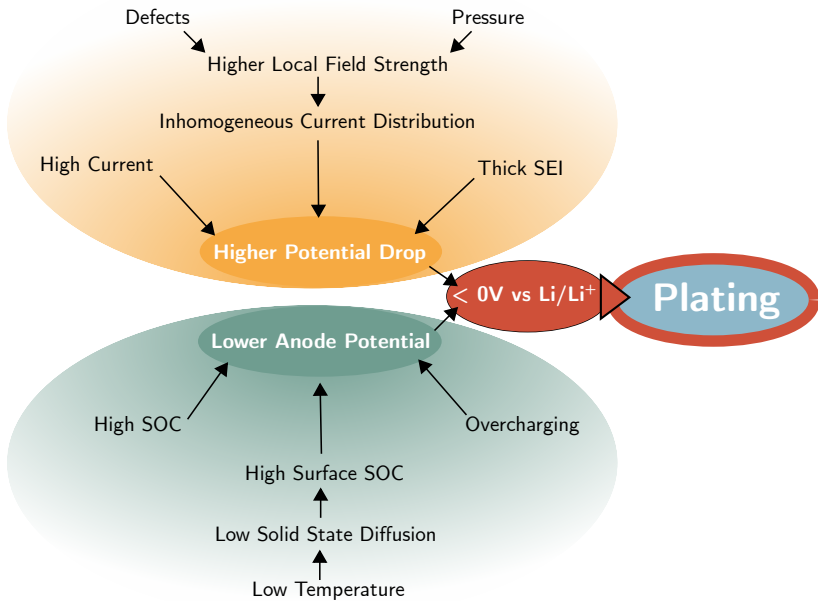 Defects
Pressure
Higher Local Field Strength
Inhomogeneous Current Distribution
High Current
Thick SEI
Higher Potential Drop
< 0V vs Li/Li⁺
Plating
Lower Anode Potential
High SOC
Overcharging
High Surface SOC
Low Solid State Diffusion
Low Temperature